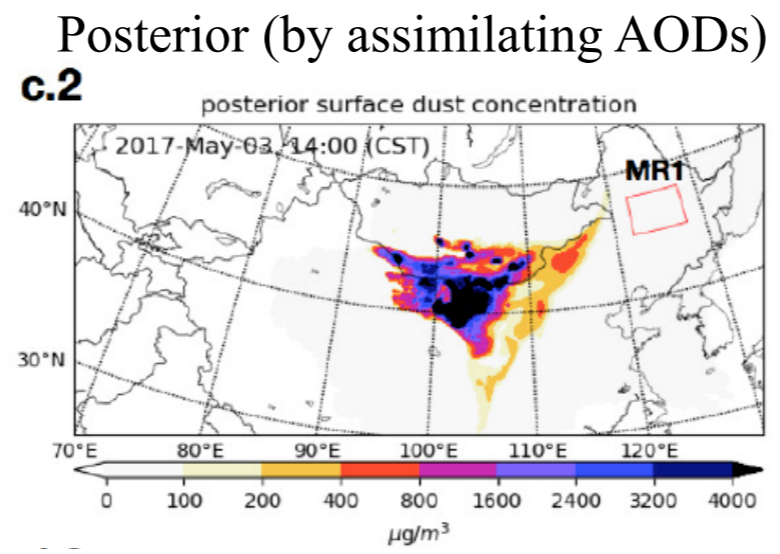 Posterior (by assimilating AODs)
c.2
posterior surface dust concentration
2017-May-03, 14:00 (CST)
MR1
40°N
30°N
70°E 80°E 90°E 100°E 110°E 120°E
0 100 200 400 800 1600 2400 3200 4000
μg/m³